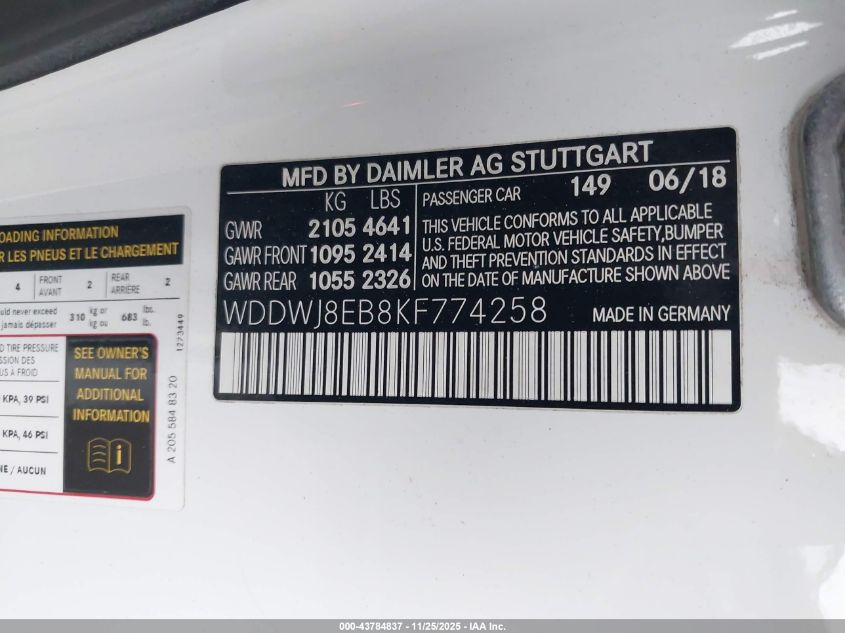 MFD BY DAIMLER AG STUTTGART
KG LBS
GVWR 2105 4641
GAWR FRONT 1095 2414
GAWR REAR 1055 2326
PASSENGER CAR 149 06/18
THIS VEHICLE CONFORMS TO ALL APPLICABLE
U.S. FEDERAL MOTOR VEHICLE SAFETY,BUMPER
AND THEFT PREVENTION STANDARDS IN EFFECT
ON THE DATE OF MANUFACTURE SHOWN ABOVE
WDDWJ8EB8KF774258 MADE IN GERMANY
INFORMATION
LES PNEUS ET LE CHARGEMENT
4 FRONT AVANT 2 REAR ARRIÈRE 2
never exceed 310 kg or 683 lbs.
jamais dépasser kg ou lb.
TIRE PRESSURE
DES
À FROID
KPA, 39 PSI
KPA, 46 PSI
/ AUCUN
SEE OWNER'S
MANUAL FOR
ADDITIONAL
INFORMATION
1273449
A 205 584 83 20
000-43784837 - 11/25/2025 - IAA Inc.